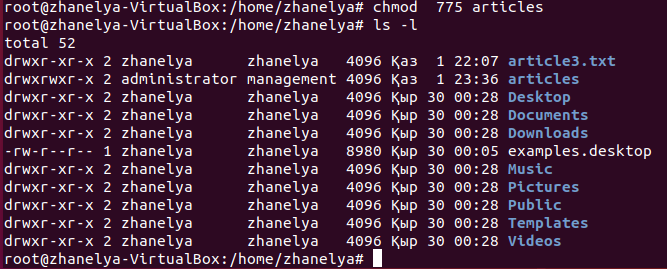 root@zhanelya-VirtualBox:/home/zhanelya# chmod  775 articles
root@zhanelya-VirtualBox:/home/zhanelya# ls -l
total 52
drwxr-xr-x 2 zhanelya      zhanelya   4096 Қаз  1 22:07 article3.txt
drwxrwxr-x 2 administrator management 4096 Қаз  1 23:36 articles
drwxr-xr-x 2 zhanelya      zhanelya   4096 Қыр 30 00:28 Desktop
drwxr-xr-x 2 zhanelya      zhanelya   4096 Қыр 30 00:28 Documents
drwxr-xr-x 2 zhanelya      zhanelya   4096 Қыр 30 00:28 Downloads
-rw-r--r-- 1 zhanelya      zhanelya   8980 Қыр 30 00:05 examples.desktop
drwxr-xr-x 2 zhanelya      zhanelya   4096 Қыр 30 00:28 Music
drwxr-xr-x 2 zhanelya      zhanelya   4096 Қыр 30 00:28 Pictures
drwxr-xr-x 2 zhanelya      zhanelya   4096 Қыр 30 00:28 Public
drwxr-xr-x 2 zhanelya      zhanelya   4096 Қыр 30 00:28 Templates
drwxr-xr-x 2 zhanelya      zhanelya   4096 Қыр 30 00:28 Videos
root@zhanelya-VirtualBox:/home/zhanelya#